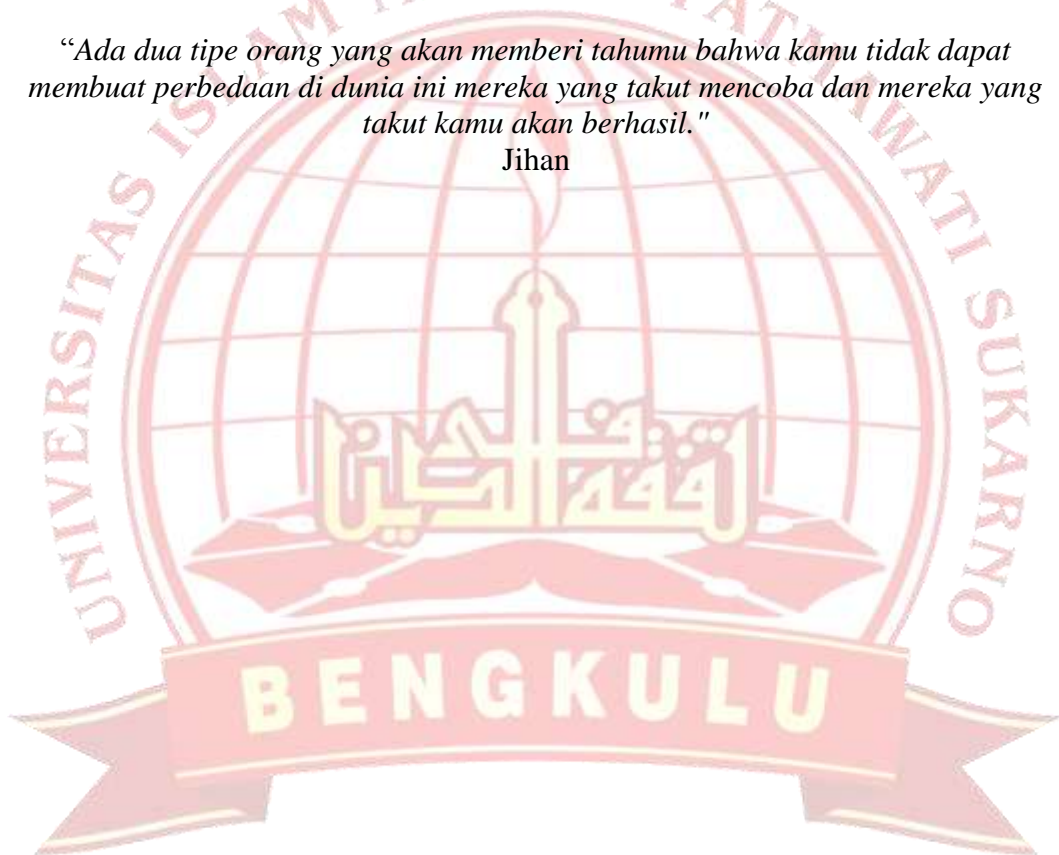 “Ada dua tipe orang yang akan memberi tahumu bahwa kamu tidak dapat
membuat perbedaan di dunia ini mereka yang takut mencoba dan mereka yang
takut kamu akan berhasil."
Jihan
UNIVERSITAS ISLAM SUKARNO
BENGKULU